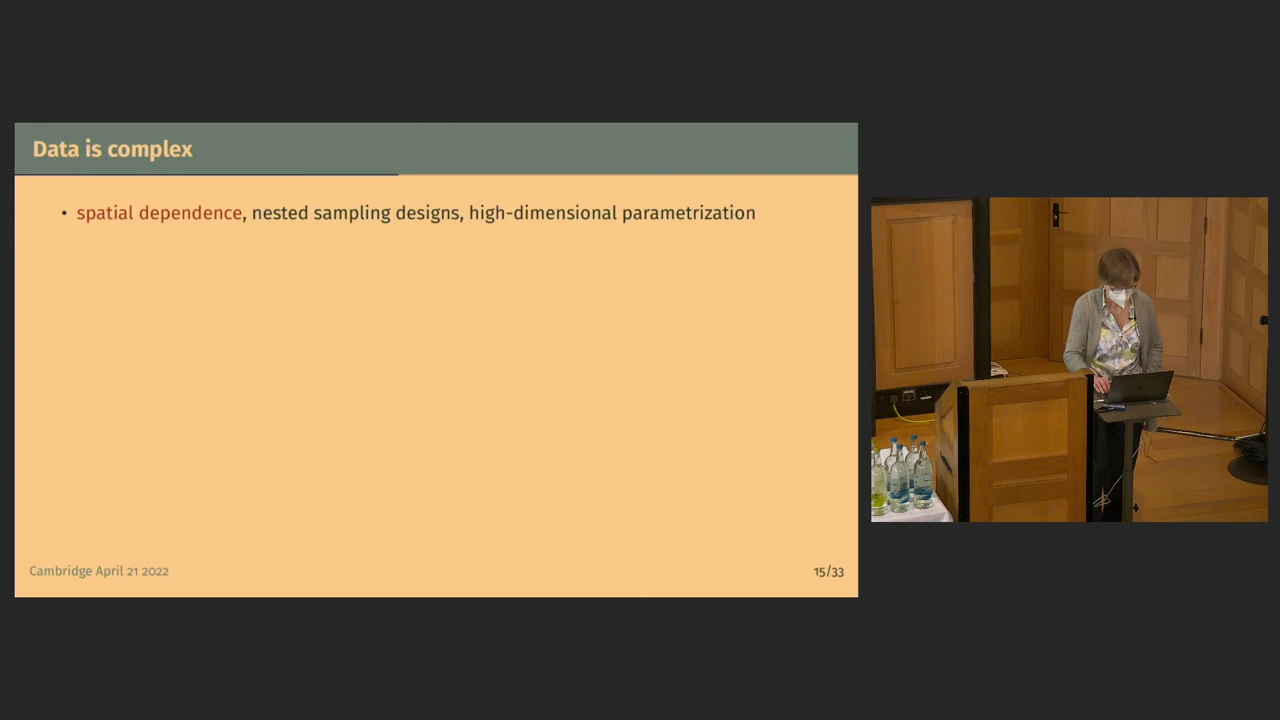 Data is complex
• spatial dependence, nested sampling designs, high-dimensional parametrization
Cambridge April 21 2022
15/33